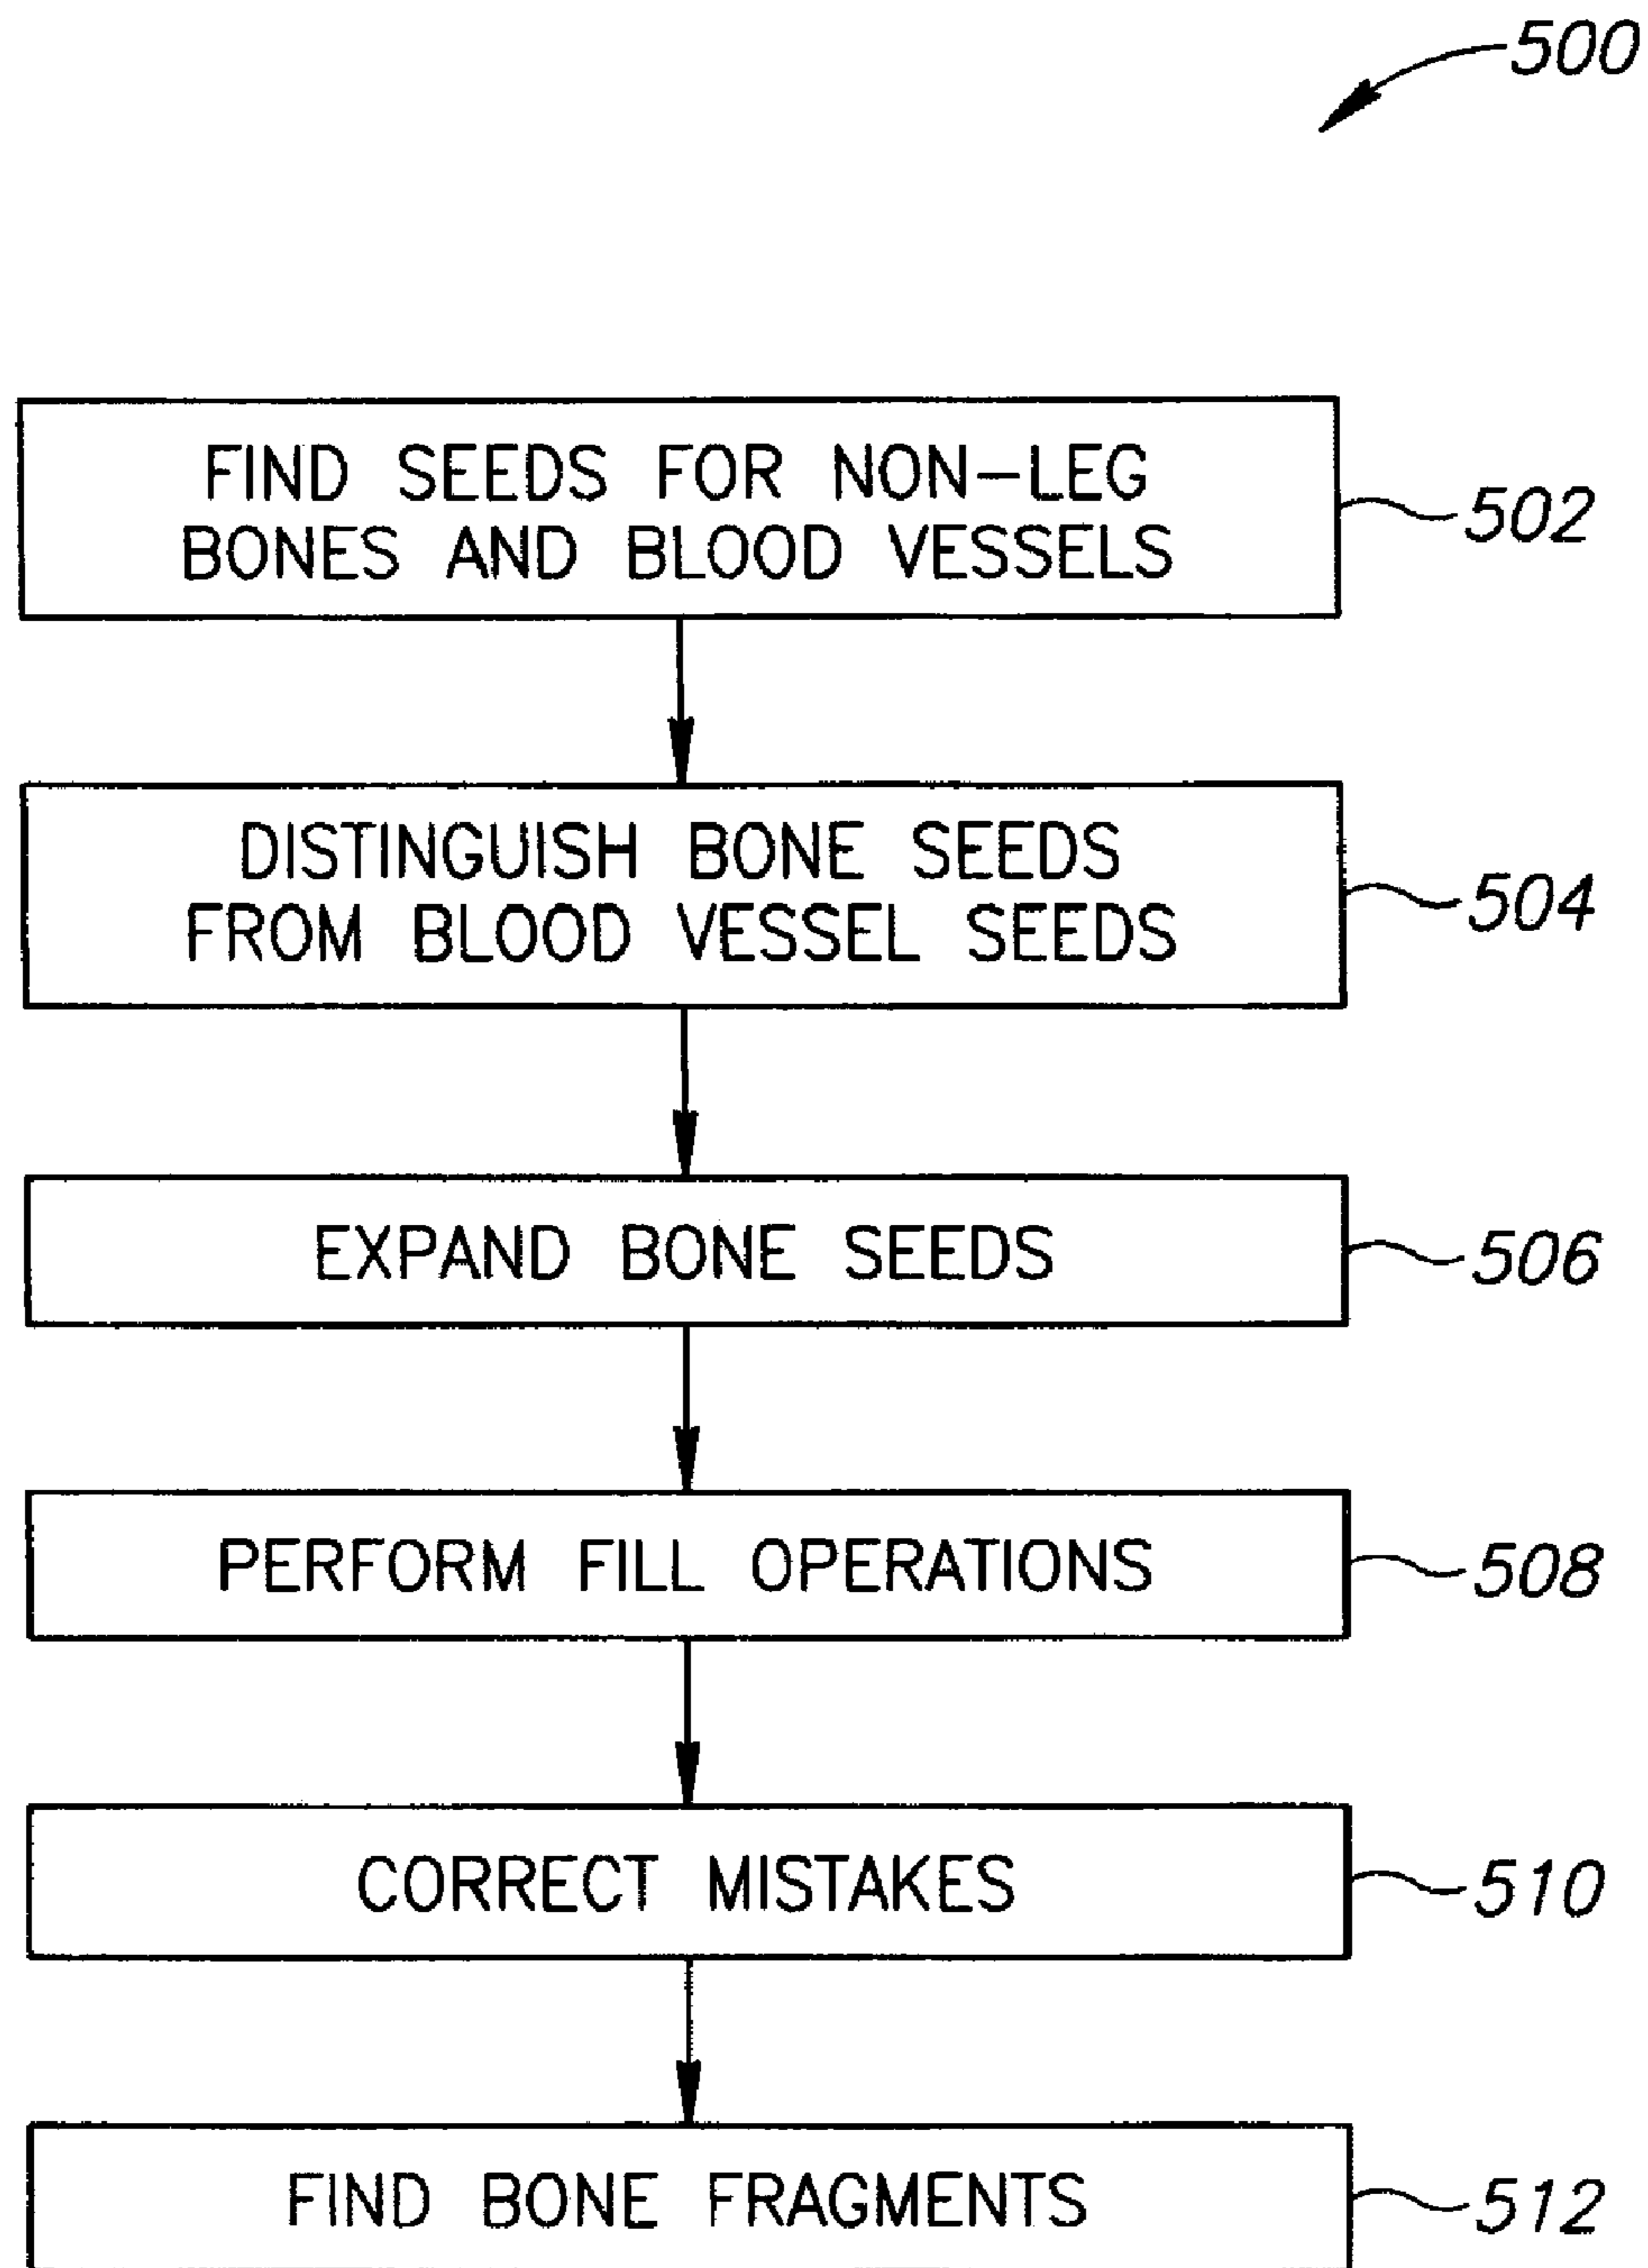 500
FIND SEEDS FOR NON-LEG
BONES AND BLOOD VESSELS
502
DISTINGUISH BONE SEEDS
FROM BLOOD VESSEL SEEDS
504
EXPAND BONE SEEDS
506
PERFORM FILL OPERATIONS
508
CORRECT MISTAKES
510
FIND BONE FRAGMENTS
512